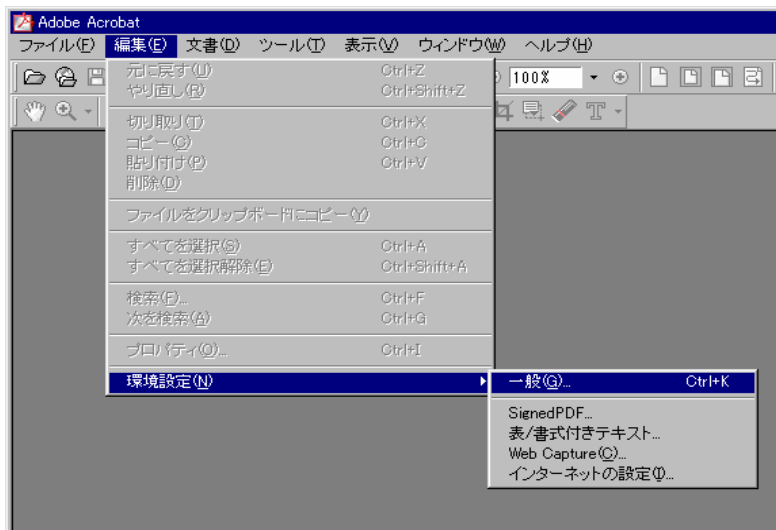 Adobe Acrobat
ファイル(F) 編集(E) 文書(D) ツール(T) 表示(V) ウィンドウ(W) ヘルプ(H)
元に戻す(U) Ctrl+Z
やり直し(R) Ctrl+Shift+Z
100%
切り取り(T) Ctrl+X
コピー(C) Ctrl+C
貼り付け(P) Ctrl+V
削除(D)
ファイルをクリップボードにコピー(Y)
すべてを選択(S) Ctrl+A
すべてを選択解除(E) Ctrl+Shift+A
検索(F)... Ctrl+F
次を検索(A) Ctrl+G
プロパティ(O)... Ctrl+I
環境設定(N)
一般(G)... Ctrl+K
SignedPDF...
表/書式付きテキスト...
Web Capture(C)...
インターネットの設定(I)...